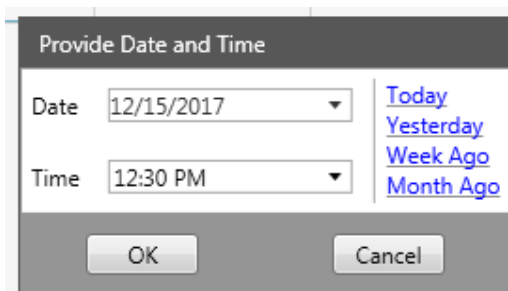 Provide Date and Time
Date 12/15/2017
Today
Yesterday
Week Ago
Time 12:30 PM
Month Ago
OK Cancel